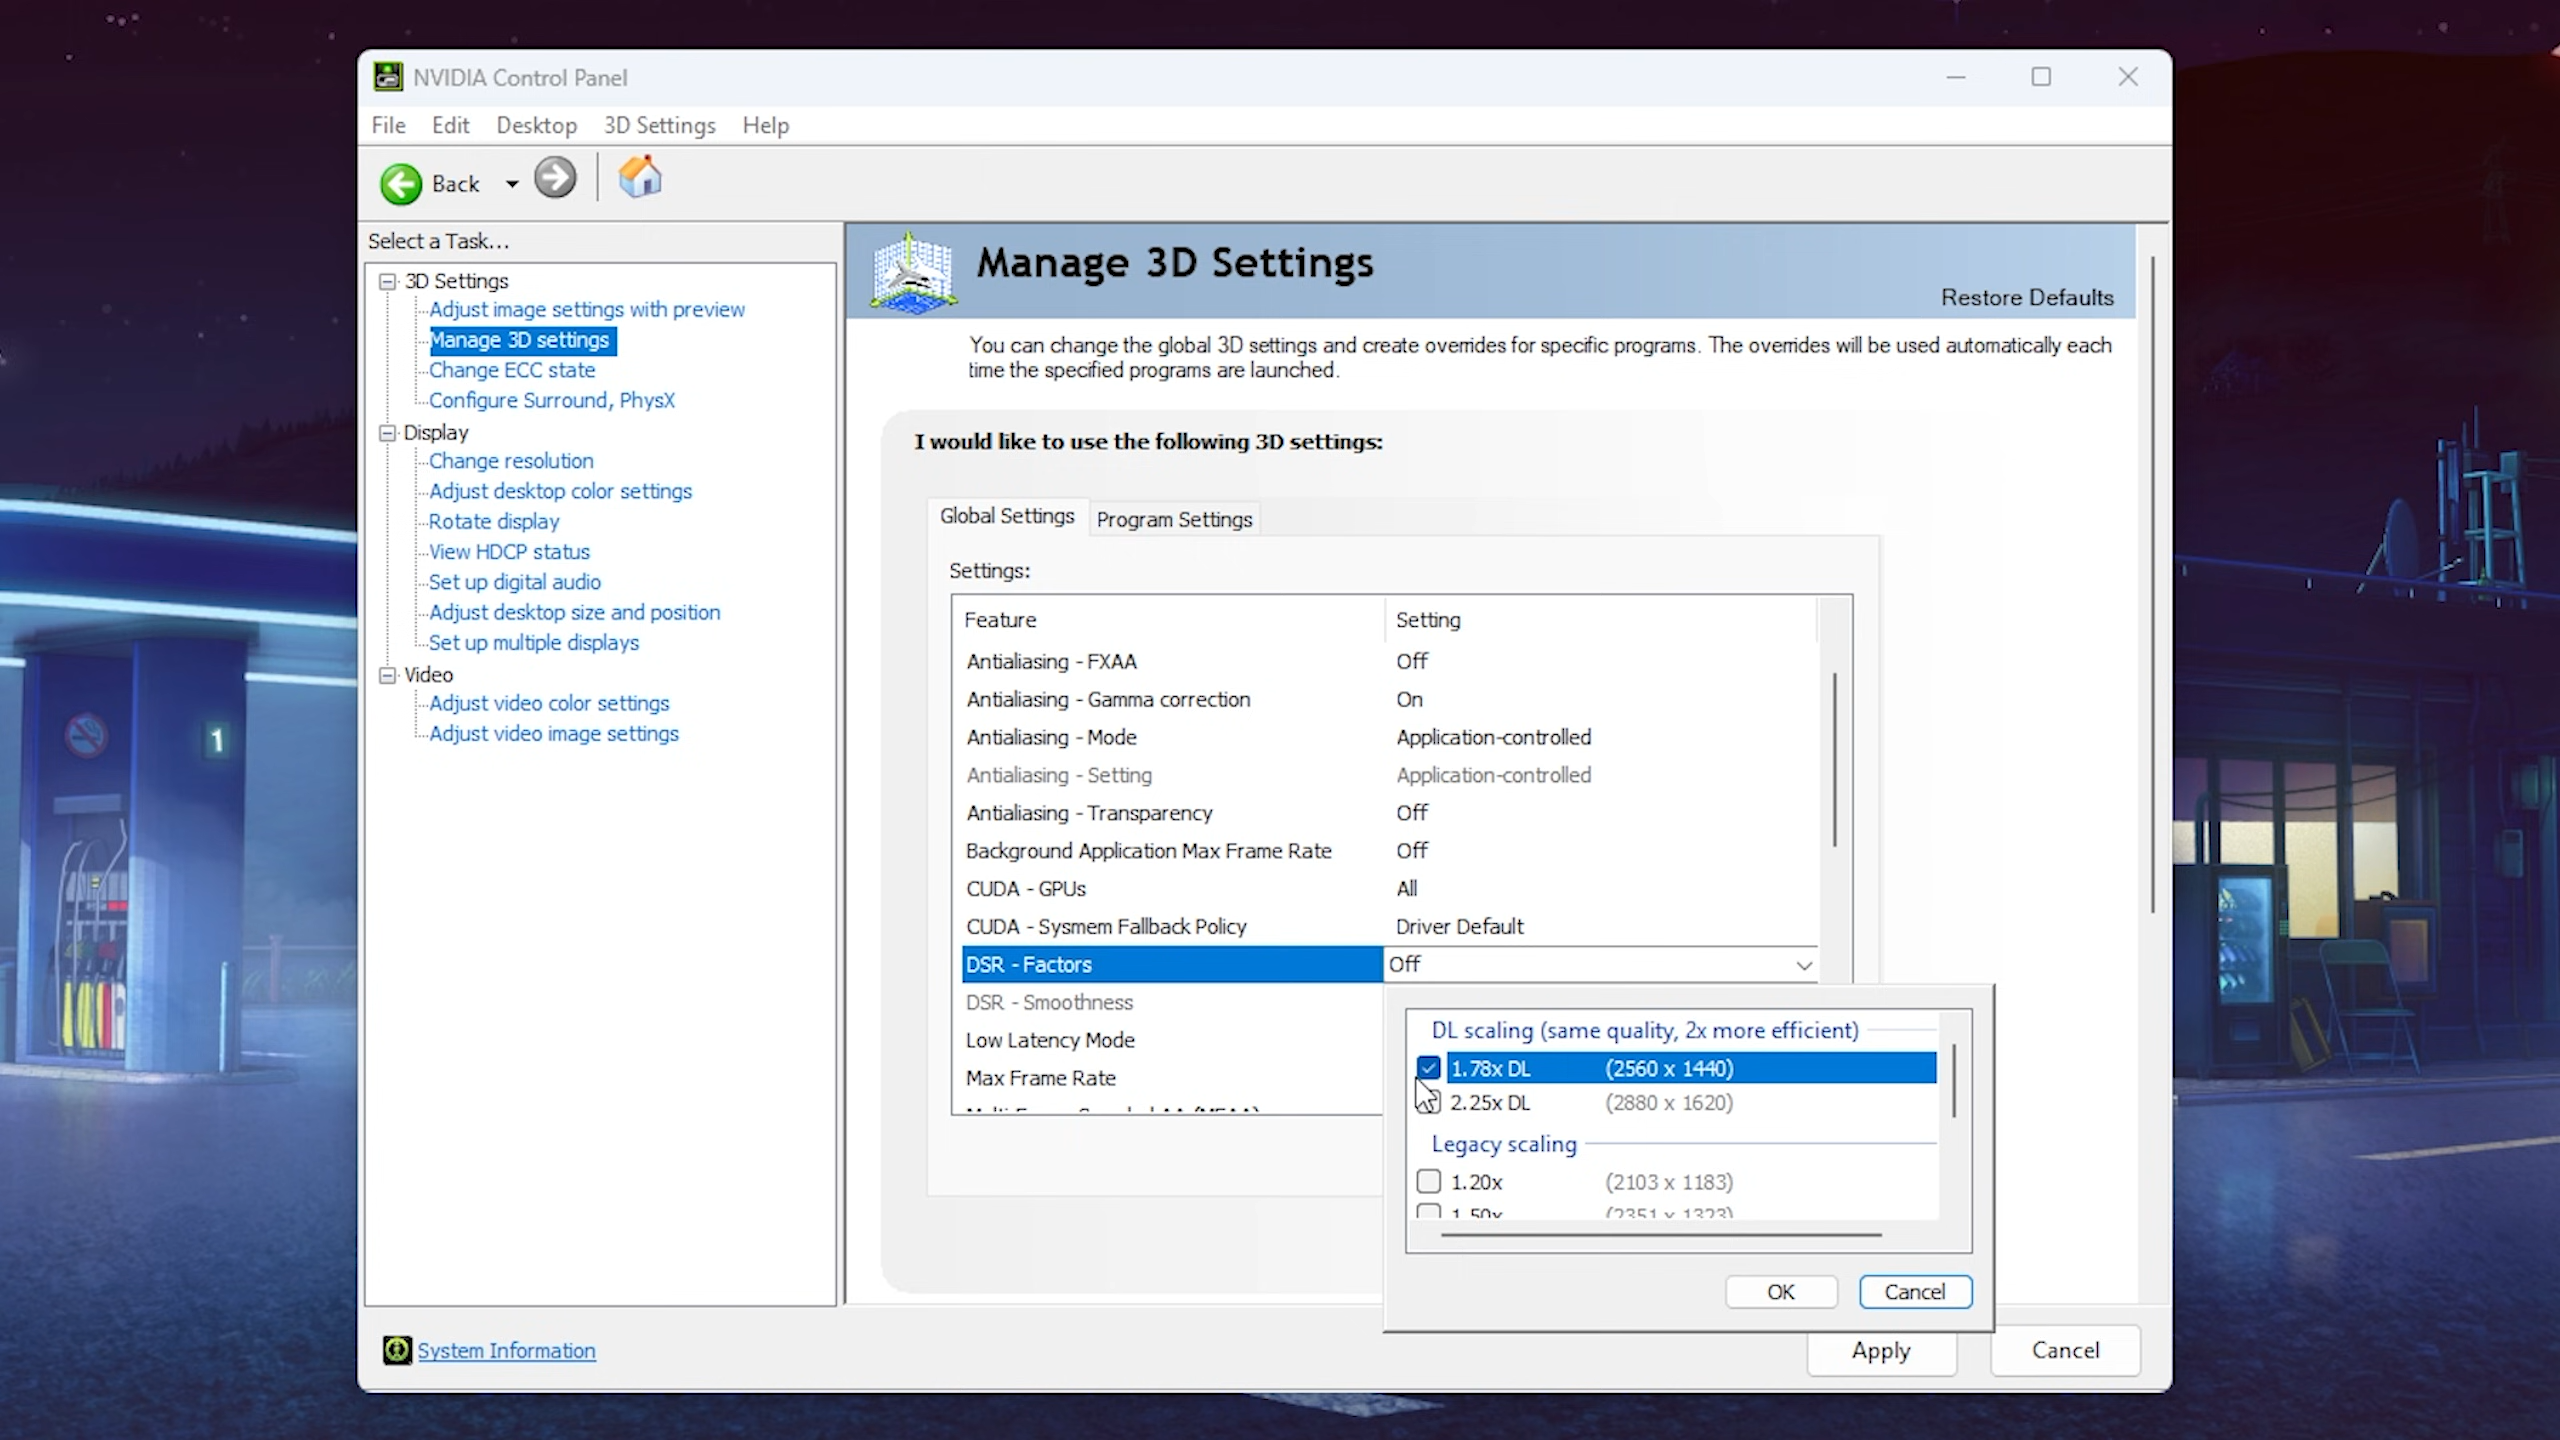 NVIDIA Control Panel
File Edit Desktop 3D Settings Help
Back
Select a Task...
3D Settings
Adjust image settings with preview
Manage 3D settings
Change ECC state
Configure Surround, PhysX
Display
Change resolution
Adjust desktop color settings
Rotate display
View HDCP status
Set up digital audio
Adjust desktop size and position
Set up multiple displays
Video
Adjust video color settings
Adjust video image settings
System Information
Manage 3D Settings
Restore Defaults
You can change the global 3D settings and create overrides for specific programs. The overrides will be used automatically each
time the specified programs are launched.
I would like to use the following 3D settings:
Global Settings Program Settings
Settings:
Feature Setting
Antialiasing - FXAA Off
Antialiasing - Gamma correction On
Antialiasing - Mode Application-controlled
Antialiasing - Setting Application-controlled
Antialiasing - Transparency Off
Background Application Max Frame Rate Off
CUDA - GPUs All
CUDA - Sysmem Fallback Policy Driver Default
DSR - Factors Off
DSR - Smoothness
Low Latency Mode
Max Frame Rate
DL scaling (same quality, 2x more efficient)
1.78x DL (2560 x 1440)
2.25x DL (2880 x 1620)
Legacy scaling
1.20x (2103 x 1183)
1.50x (2351 x 1323)
OK Cancel
Apply Cancel
1